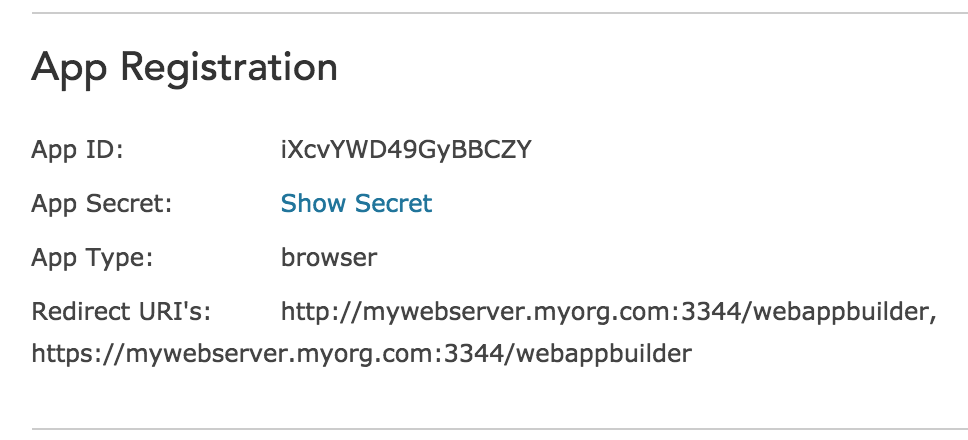 App Registration
App ID: iXcvYWD49GyBBCZY
App Secret: Show Secret
App Type: browser
Redirect URI's: http://mywebserver.myorg.com:3344/webappbuilder,
https://mywebserver.myorg.com:3344/webappbuilder